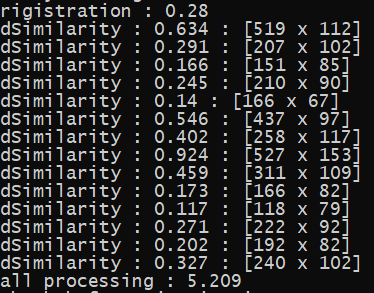 rigistration : 0.28
dSimilarity : 0.634 : [519 x 112]
dSimilarity : 0.291 : [207 x 102]
dSimilarity : 0.166 : [151 x 85]
dSimilarity : 0.245 : [210 x 90]
dSimilarity : 0.14 : [166 x 67]
dSimilarity : 0.546 : [437 x 97]
dSimilarity : 0.402 : [258 x 117]
dSimilarity : 0.924 : [527 x 153]
dSimilarity : 0.459 : [311 x 109]
dSimilarity : 0.173 : [166 x 82]
dSimilarity : 0.117 : [118 x 79]
dSimilarity : 0.271 : [222 x 92]
dSimilarity : 0.202 : [192 x 82]
dSimilarity : 0.327 : [240 x 102]
all processing : 5.209